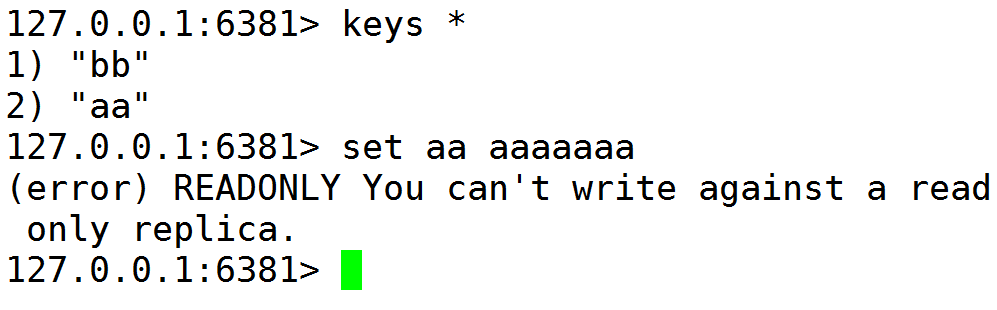 127.0.0.1:6381> keys *
1) "bb"
2) "aa"
127.0.0.1:6381> set aa aaaaaaa
(error) READONLY You can't write against a read
 only replica.
127.0.0.1:6381>